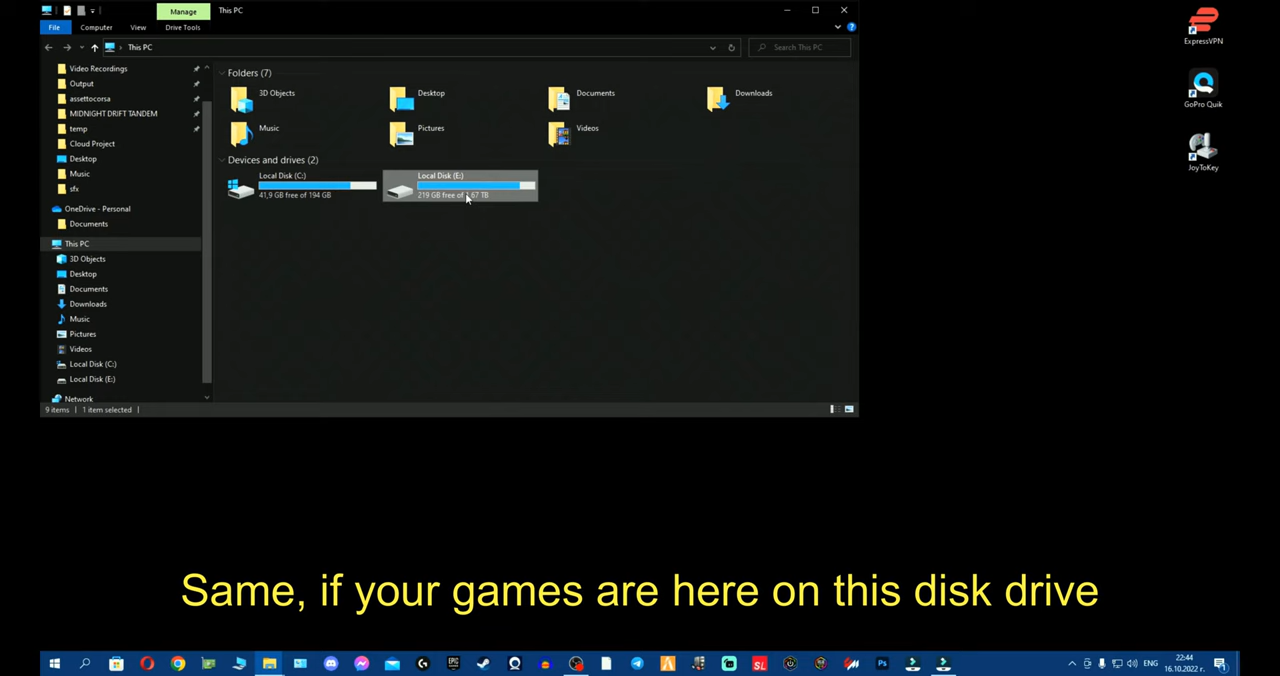 Manage
This PC
File
Computer
View
Drive Tools
This PC
Search This PC
Video Recordings
Output
assettocorsa
MIDNIGHT DRIFT TANDEM
temp
Cloud Project
Desktop
Music
sfx
OneDrive - Personal
Documents
This PC
3D Objects
Desktop
Documents
Downloads
Music
Pictures
Videos
Local Disk (C:)
Local Disk (E:)
Network
Folders (7)
3D Objects
Desktop
Documents
Downloads
Music
Pictures
Videos
Devices and drives (2)
Local Disk (C:)
41,9 GB free of 194 GB
Local Disk (E:)
219 GB free of 1,67 TB
9 items
1 item selected
ExpressVPN
GoPro Quik
JoyToKey
Same, if your games are here on this disk drive
EPIC
SL
Ps
ENG
22:44
16.10.2022 г.